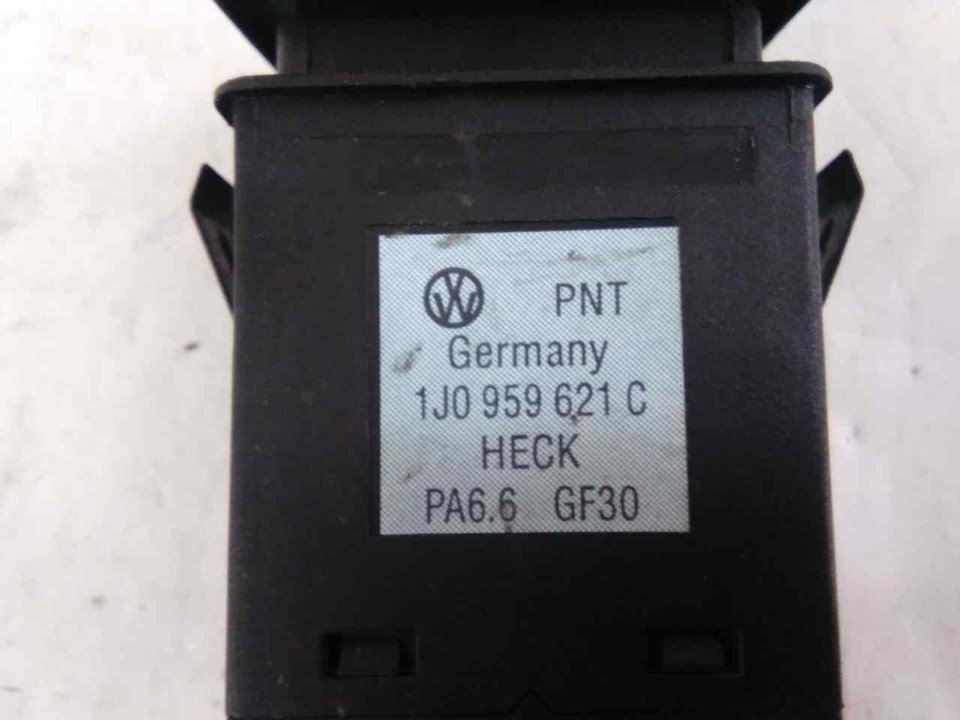 PNT
Germany
1J0 959 621 C
HECK
PA6.6 GF30